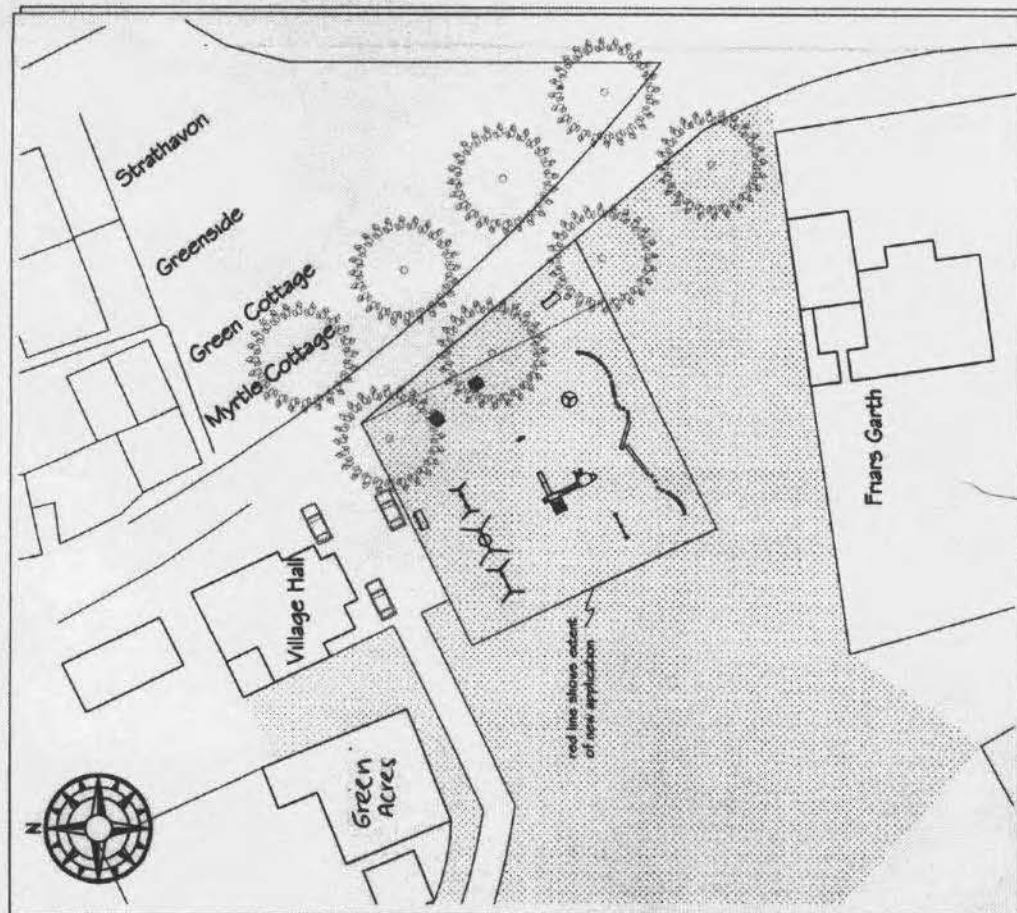 Strathavon
Greenside
Green Cottage
Myrtle Cottage
Village Hall
Friars Garth
red line shows extent
of new application
Green
Acres
N